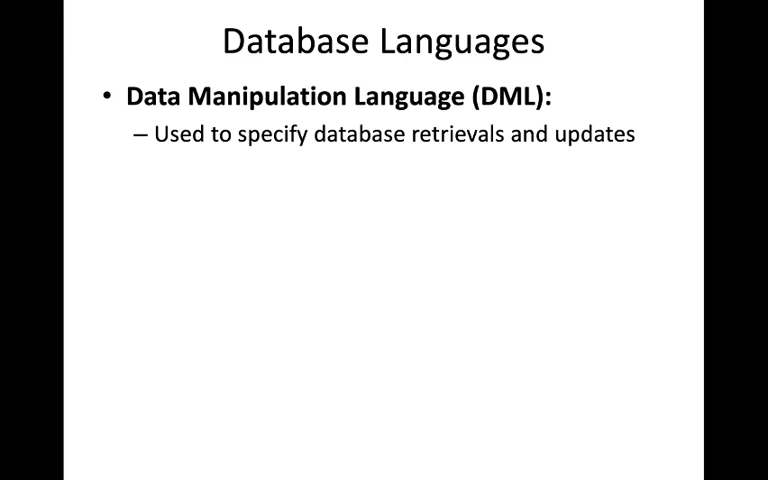 Database Languages
• Data Manipulation Language (DML):
– Used to specify database retrievals and updates